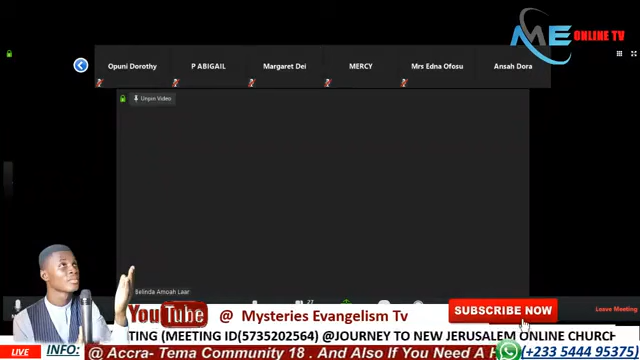 ME ONLINE TV
Opuni Dorothy
P ABIGAIL
Margaret Dei
MERCY
Mrs Edna Ofosu
Ansah Dora
Unpin Video
Belinda Amoah Laar
27
Leave Meeting
YouTube @ Mysteries Evangelism Tv
SUBSCRIBE NOW
TING (MEETING ID(5735202564) @JOURNEY TO NEW JERUSALEM ONLINE CHURCH
LIVE INFO: @ Accra- Tema Community 18 . And Also If You Need A (+233 5444 95375